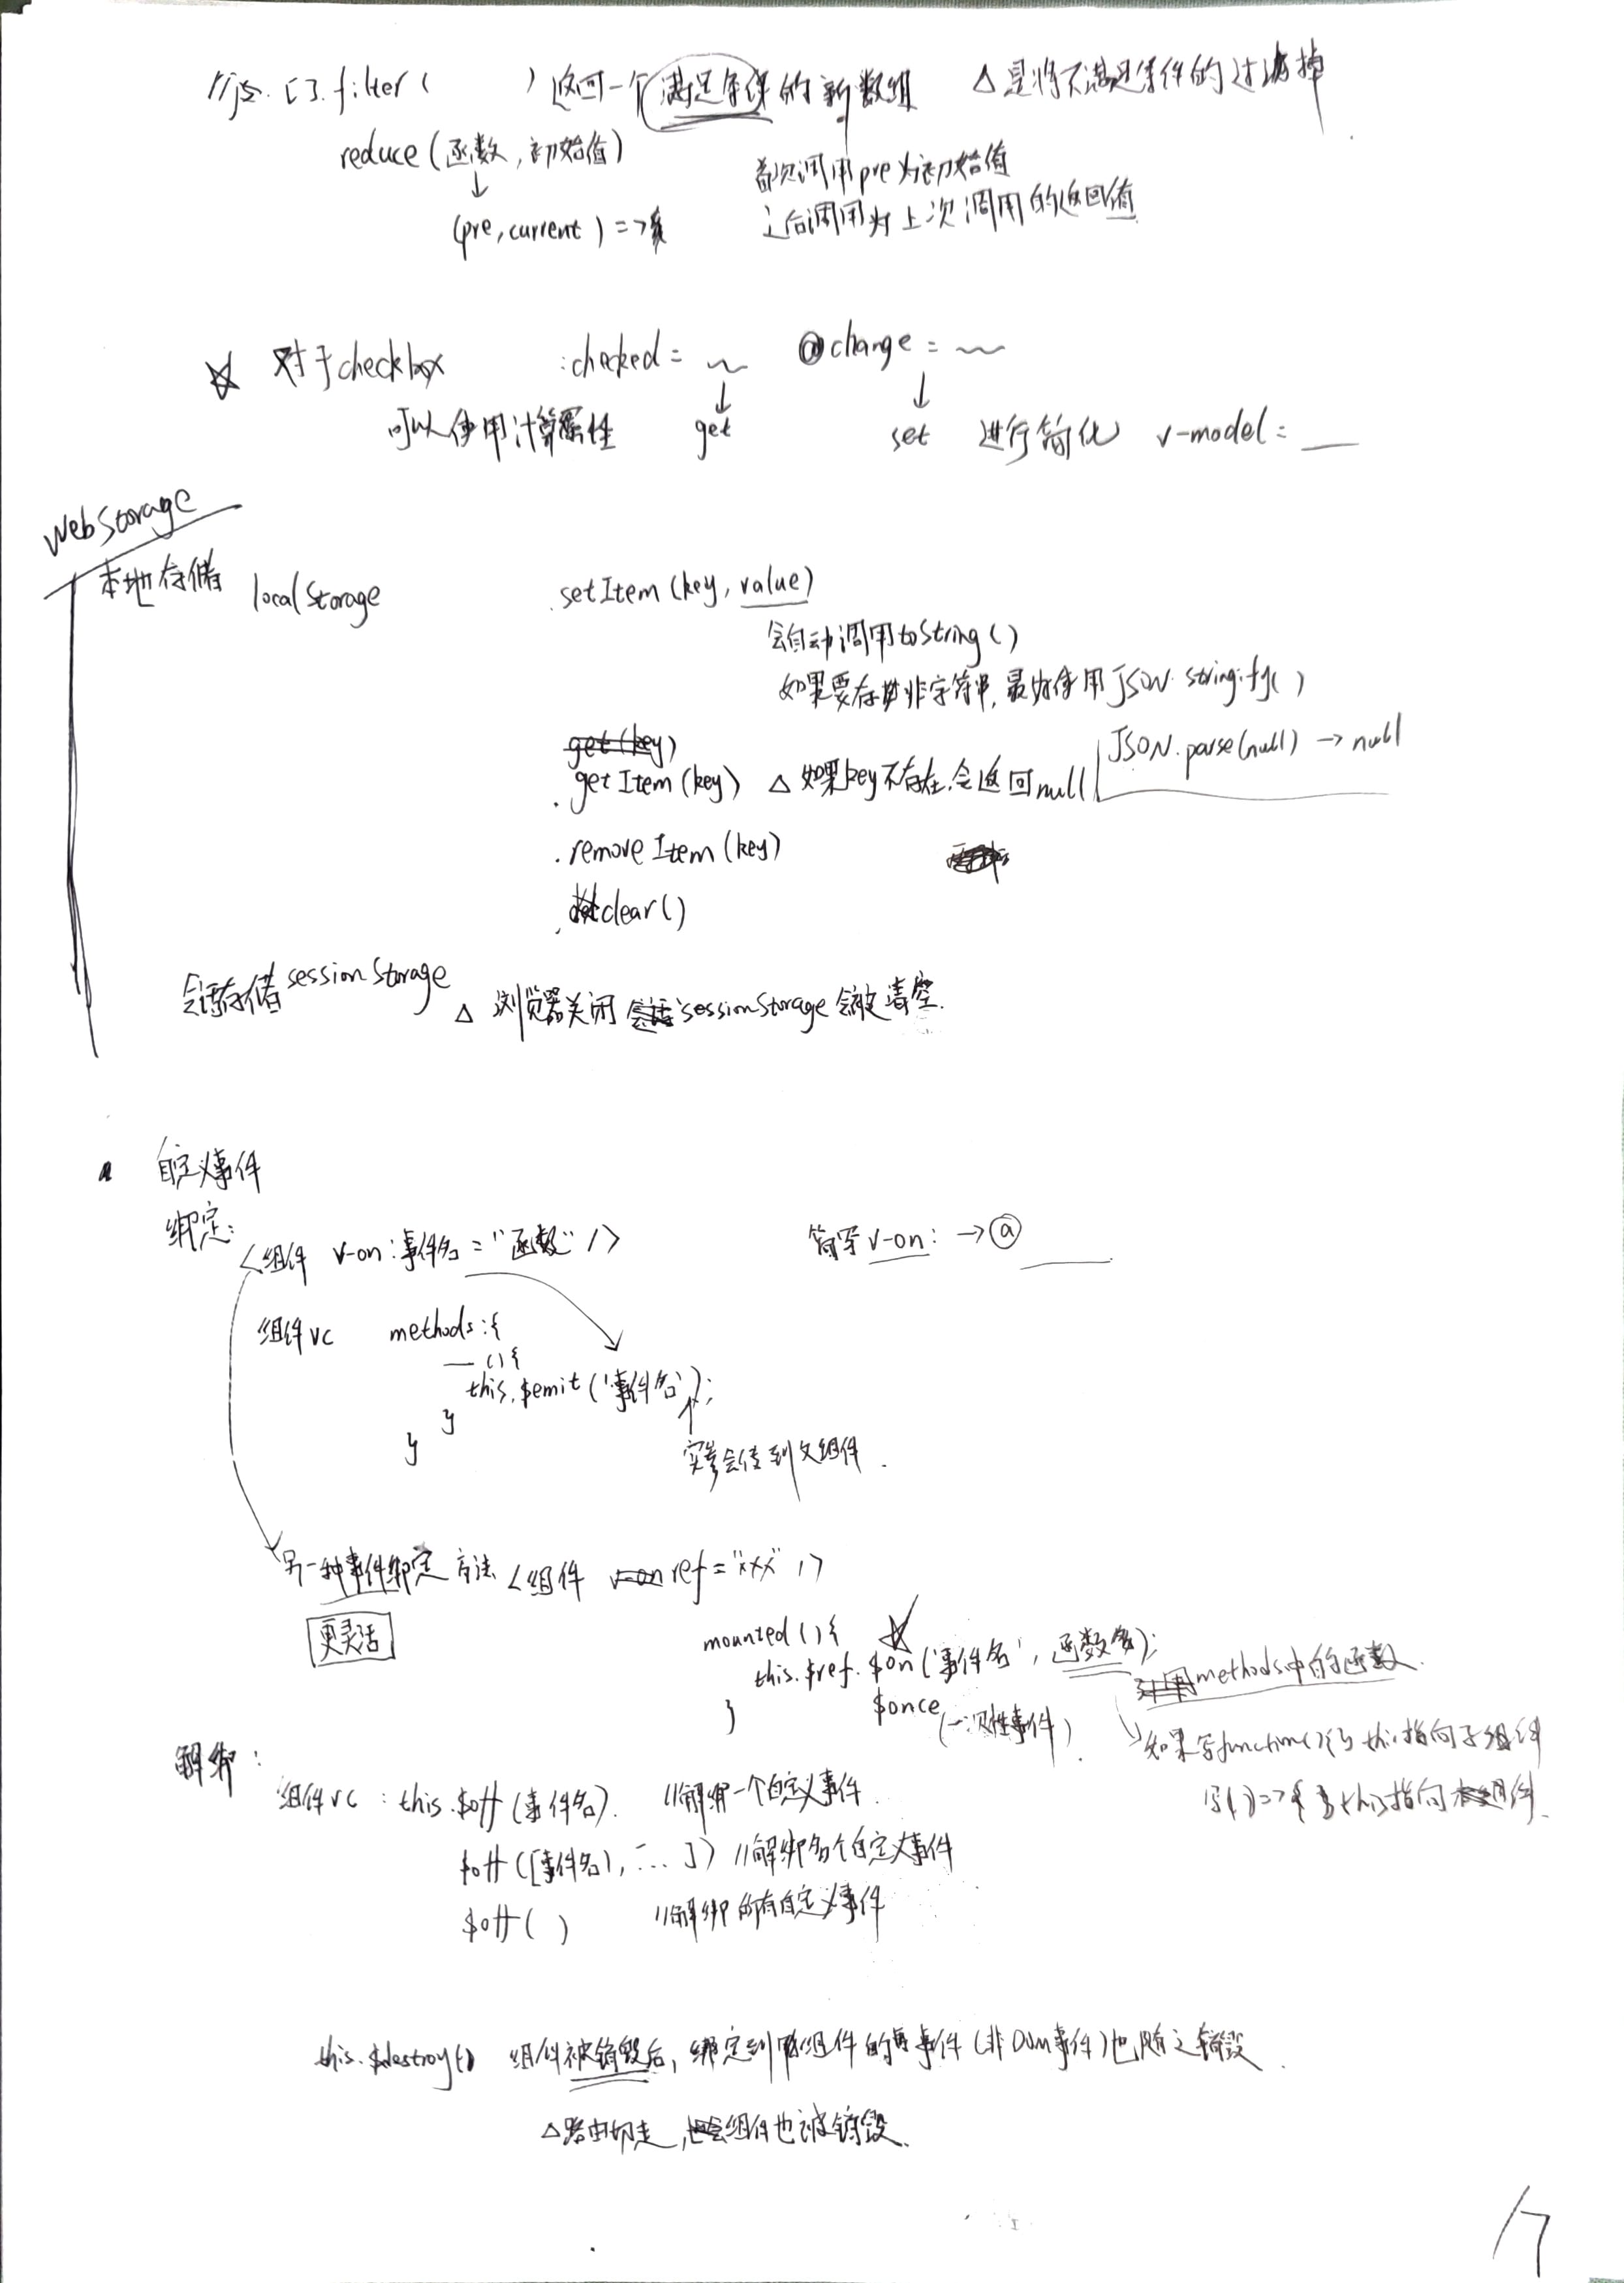 //js. [].filter( ) 返回一个满足条件的新数组 △是将不满足条件的过滤掉
reduce(函数,初始值)
↓
(pre, current) =>
首次调用pre为初始值
之后调用为上次调用的返回值
☆ 对于checkbox :checked = ~ @change = ~
↓ ↓
可以使用计算属性 get set 进行简化 v-model = __
WebStorage
本地存储 localStorage .setItem(key, value)
会自动调用toString()
如果要存非字符串,最好使用JSON.stringify()
get(key)
.getItem(key) △ 如果key不存在,会返回null JSON.parse(null) → null
.removeItem(key)
.clear()
会话存储 sessionStorage
△ 浏览器关闭 sessionStorage会被清空.
自定义事件
绑定:
<组件 v-on:事件名="函数" /> 简写 v-on: → @
组件vc methods:{
__ (){
this.$emit('事件名');
}
}
实参会传到父组件.
另一种事件绑定方法 <组件 ref="xxx" />
更灵活
mounted(){ ☆
this.$ref.$on('事件名', 函数名);
$once (一次性事件).
}
methods中的函数.
如果写function(){} this指向子组件
写()=>{ } this指向组件.
解绑:
组件vc : this.$off(事件名). //解绑一个自定义事件.
$off([事件名), ... ]) //解绑多个自定义事件
$off( ) //解绑所有自定义事件
this.$destroy() 组件被销毁后, 绑定到组件的事件(非Dom事件)也随之销毁.
△路由切走,组件也被销毁.
17